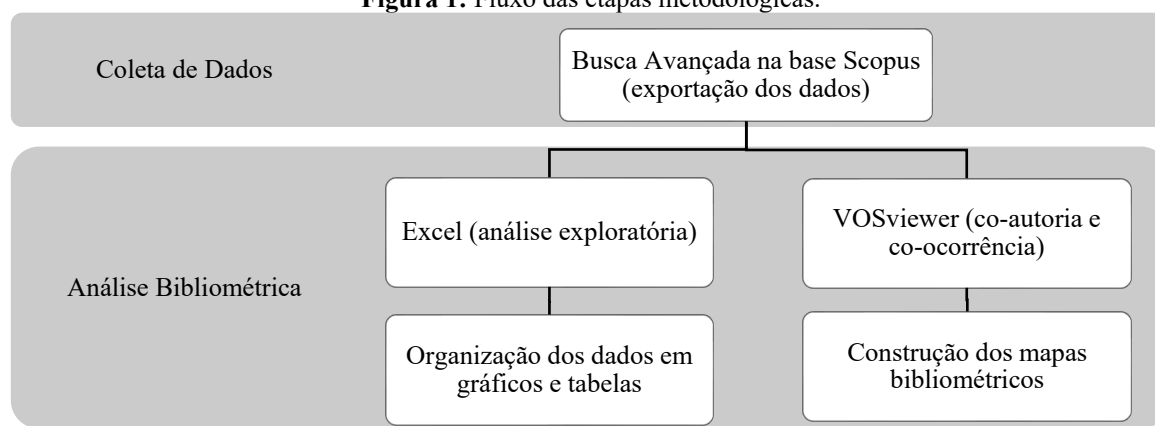 Figura 1. Fluxo das etapas metodológicas.
Coleta de Dados
Busca Avançada na base Scopus
(exportação dos dados)
Análise Bibliométrica
Excel (análise exploratória)
VOSviewer (co-autoria e
co-ocorrência)
Organização dos dados em
gráficos e tabelas
Construção dos mapas
bibliométricos